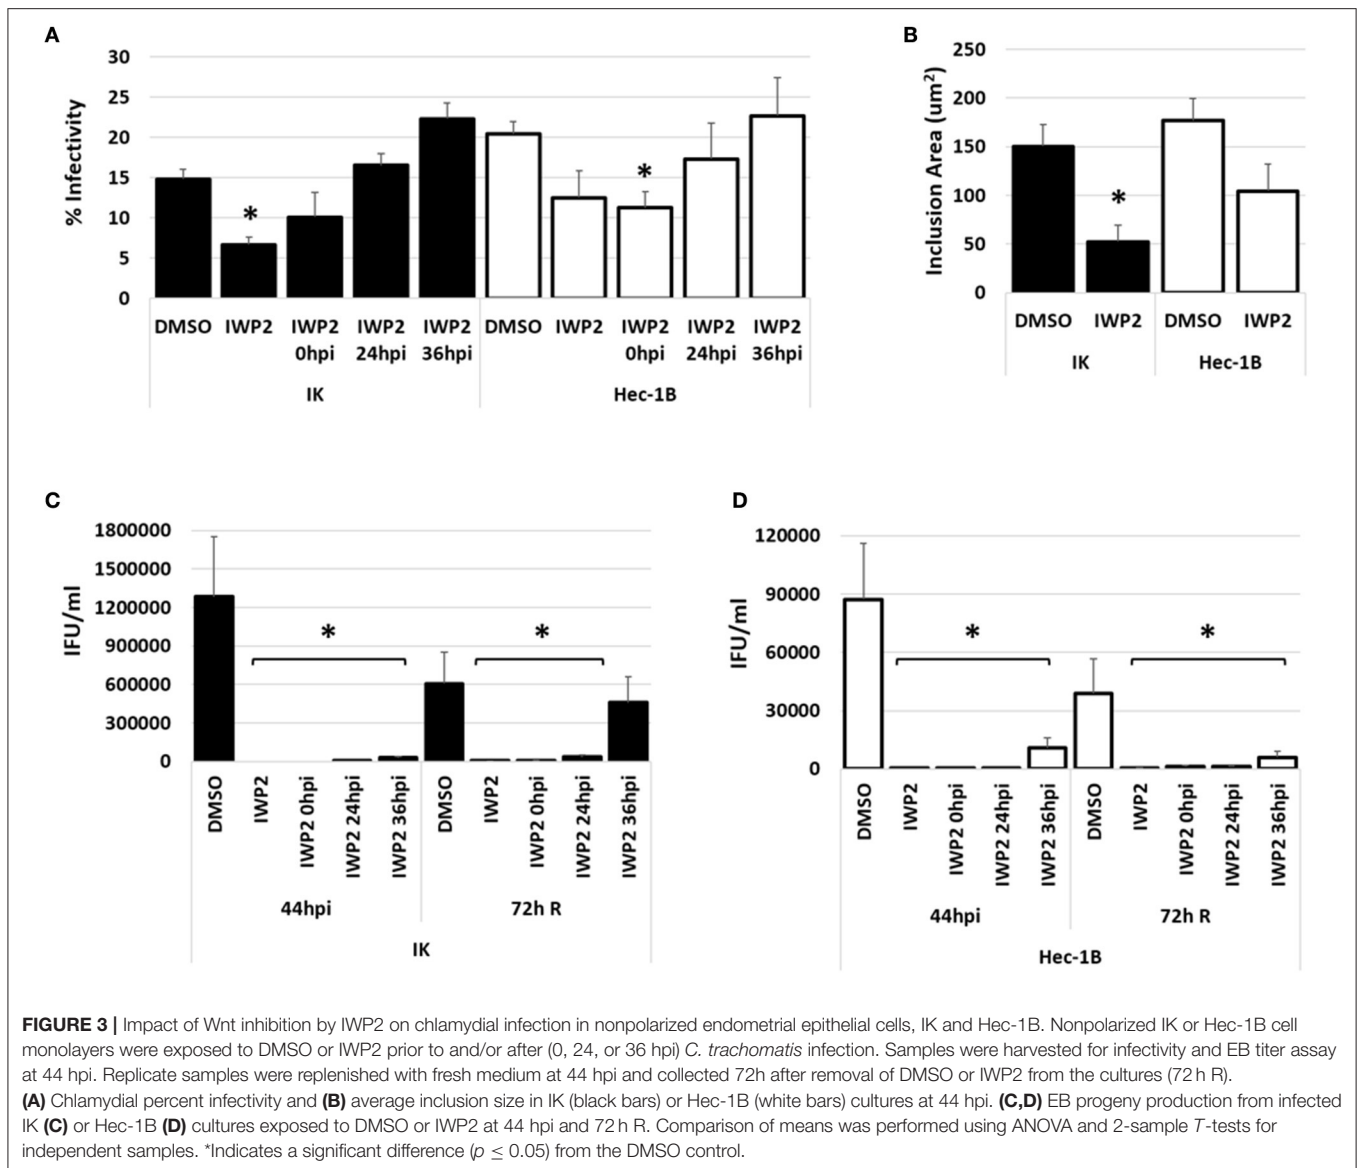 A
% Infectivity
30
25
20
15
10
5
0
*
*
DMSO IWP2 IWP2 0hpi IWP2 24hpi IWP2 36hpi DMSO IWP2 IWP2 0hpi IWP2 24hpi IWP2 36hpi
IK Hec-1B
B
Inclusion Area (um²)
250
200
150
100
50
0
*
DMSO IWP2 DMSO IWP2
IK Hec-1B
C
IFU/ml
1800000
1500000
1200000
900000
600000
300000
0
* *
DMSO IWP2 IWP2 0hpi IWP2 24hpi IWP2 36hpi DMSO IWP2 IWP2 0hpi IWP2 24hpi IWP2 36hpi
44hpi 72h R
IK
D
IFU/ml
120000
90000
60000
30000
0
* *
DMSO IWP2 IWP2 0hpi IWP2 24hpi IWP2 36hpi DMSO IWP2 IWP2 0hpi IWP2 24hpi IWP2 36hpi
44hpi 72h R
Hec-1B
FIGURE 3 | Impact of Wnt inhibition by IWP2 on chlamydial infection in nonpolarized endometrial epithelial cells, IK and Hec-1B. Nonpolarized IK or Hec-1B cell
monolayers were exposed to DMSO or IWP2 prior to and/or after (0, 24, or 36 hpi) C. trachomatis infection. Samples were harvested for infectivity and EB titer assay
at 44 hpi. Replicate samples were replenished with fresh medium at 44 hpi and collected 72 h after removal of DMSO or IWP2 from the cultures (72 h R).
(A) Chlamydial percent infectivity and (B) average inclusion size in IK (black bars) or Hec-1B (white bars) cultures at 44 hpi. (C,D) EB progeny production from infected
IK (C) or Hec-1B (D) cultures exposed to DMSO or IWP2 at 44 hpi and 72 h R. Comparison of means was performed using ANOVA and 2-sample T-tests for
independent samples. *Indicates a significant difference (p ≤ 0.05) from the DMSO control.